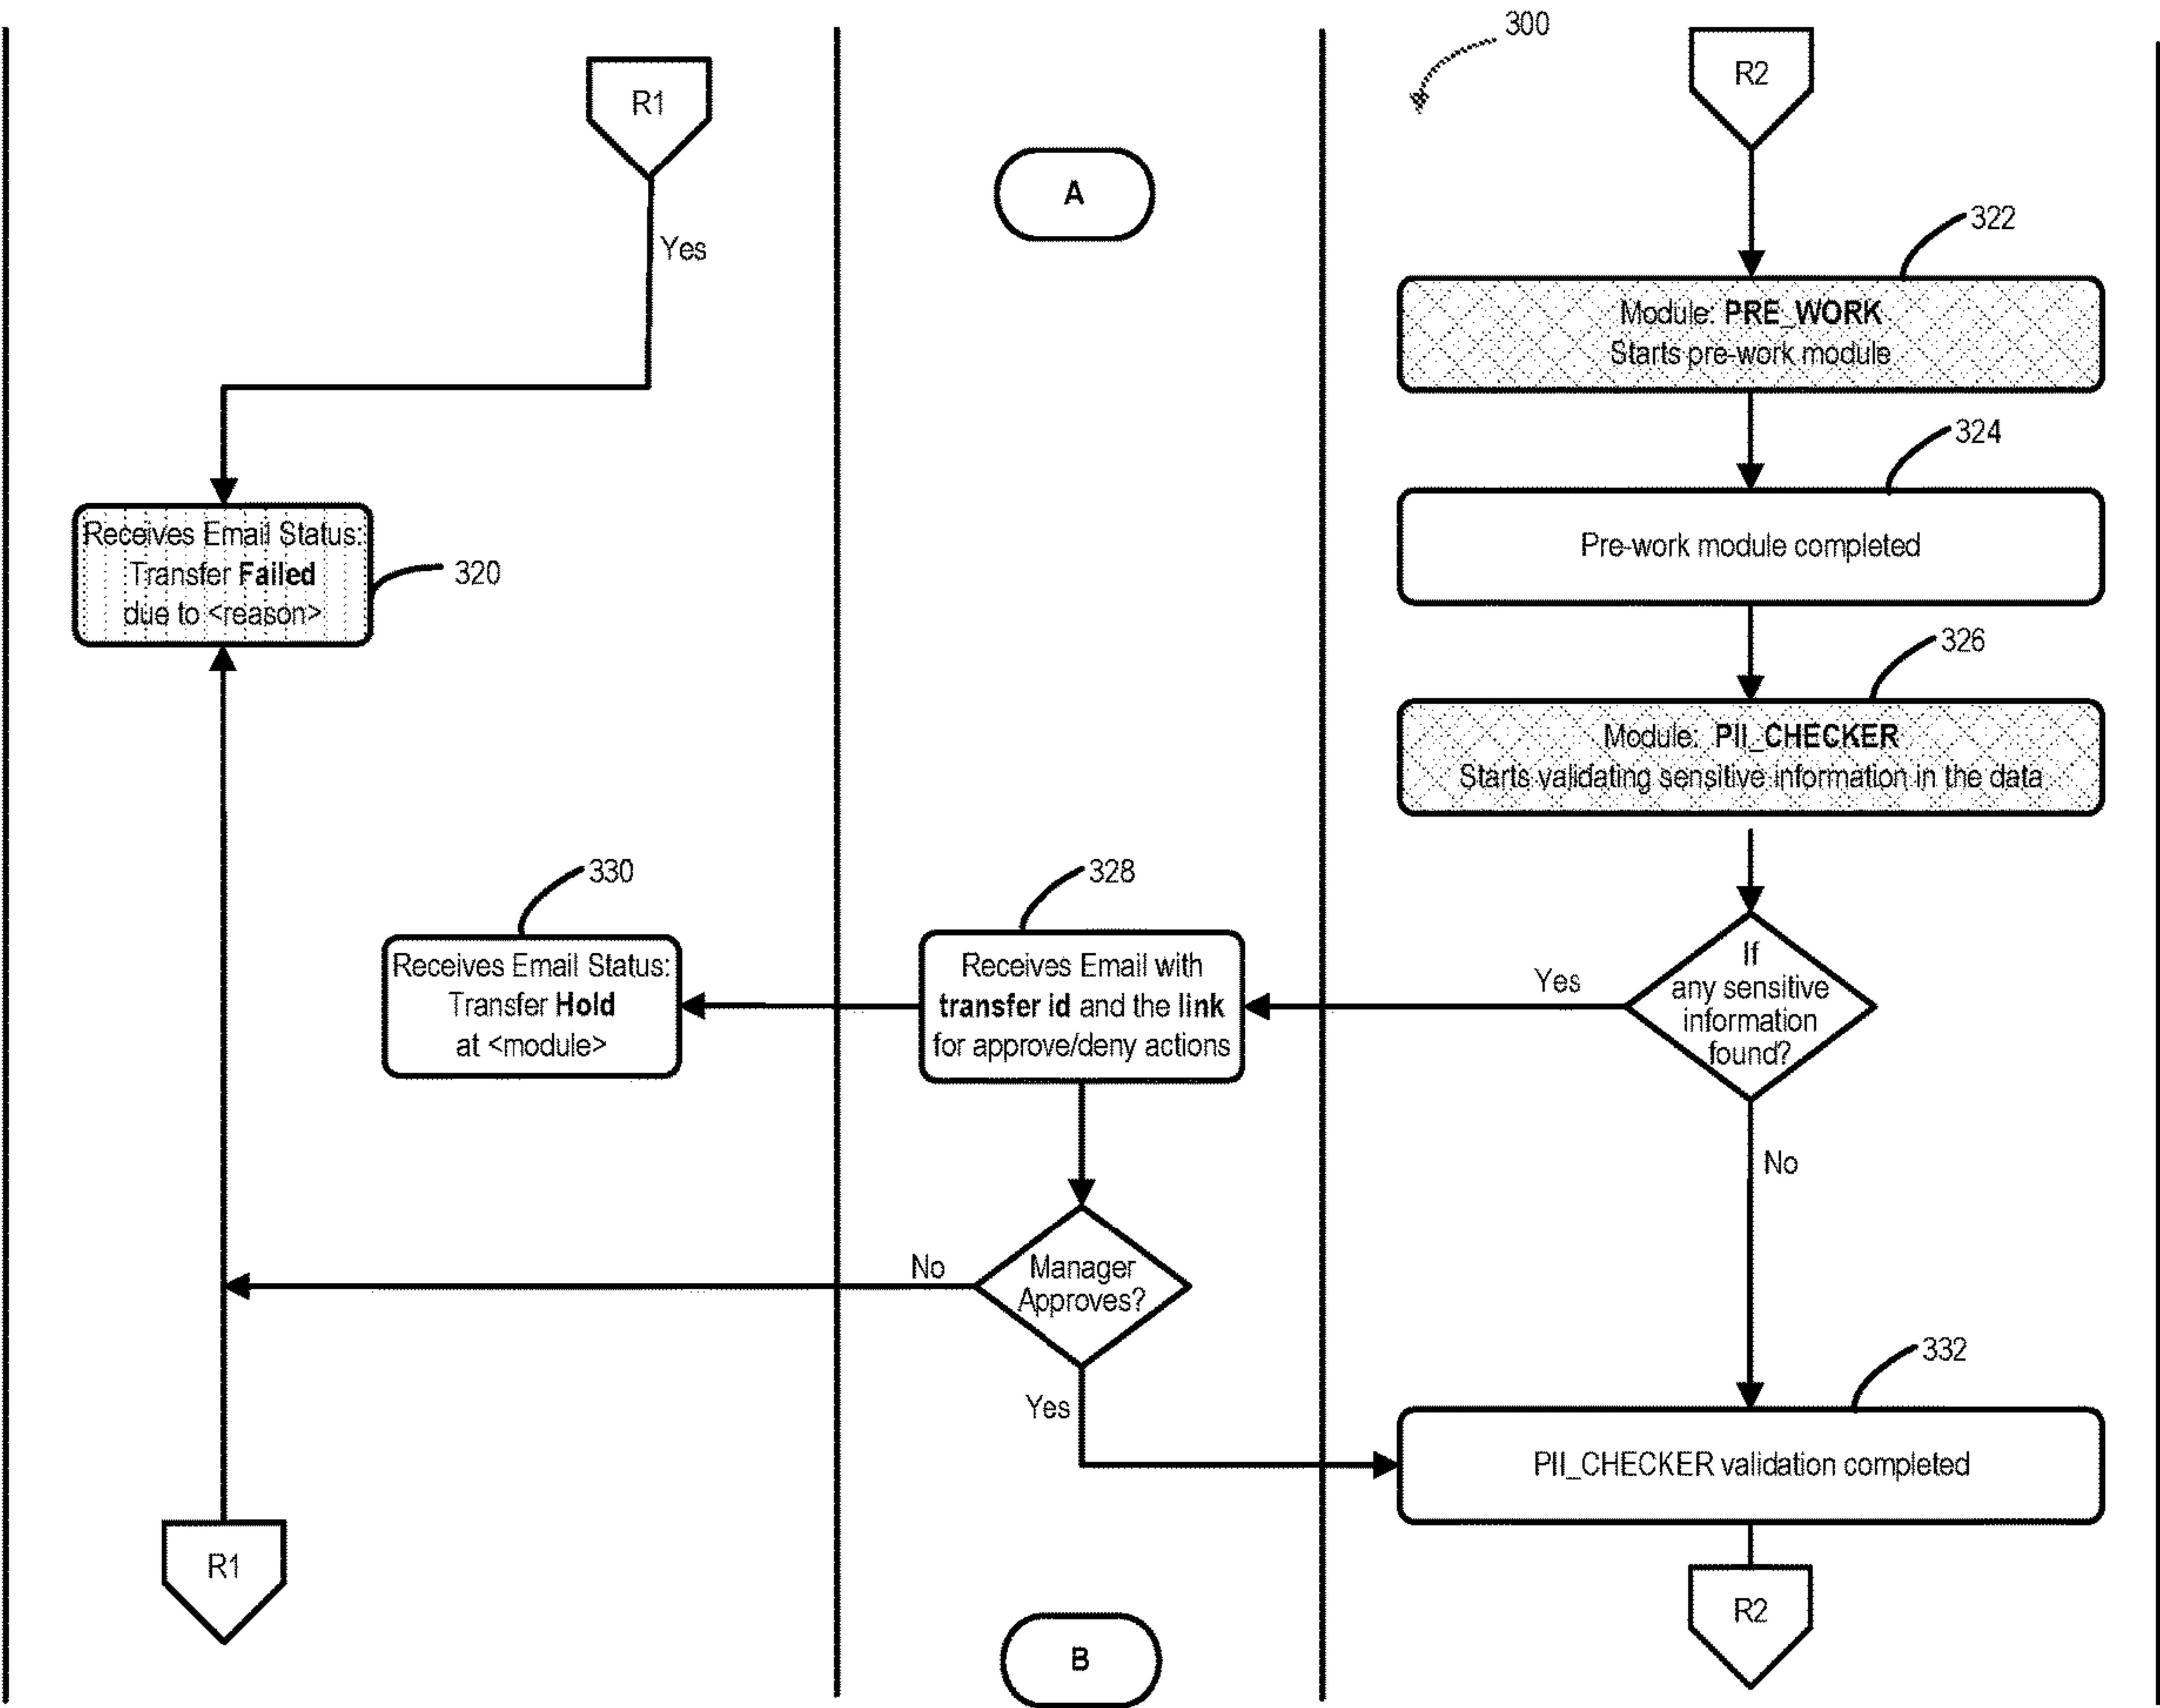 300
R1
R2
A
Yes
322
Module: PRE_WORK
Starts pre-work module
324
Pre-work module completed
Receives Email Status:
Transfer Failed
due to <reason>
320
326
Module: PII_CHECKER
Starts validating sensitive information in the data
330
328
Receives Email Status:
Transfer Hold
at <module>
Receives Email with
transfer id and the link
for approve/deny actions
Yes
If
any sensitive
information
found?
No
No
Manager
Approves?
Yes
332
PII_CHECKER validation completed
R1
B
R2